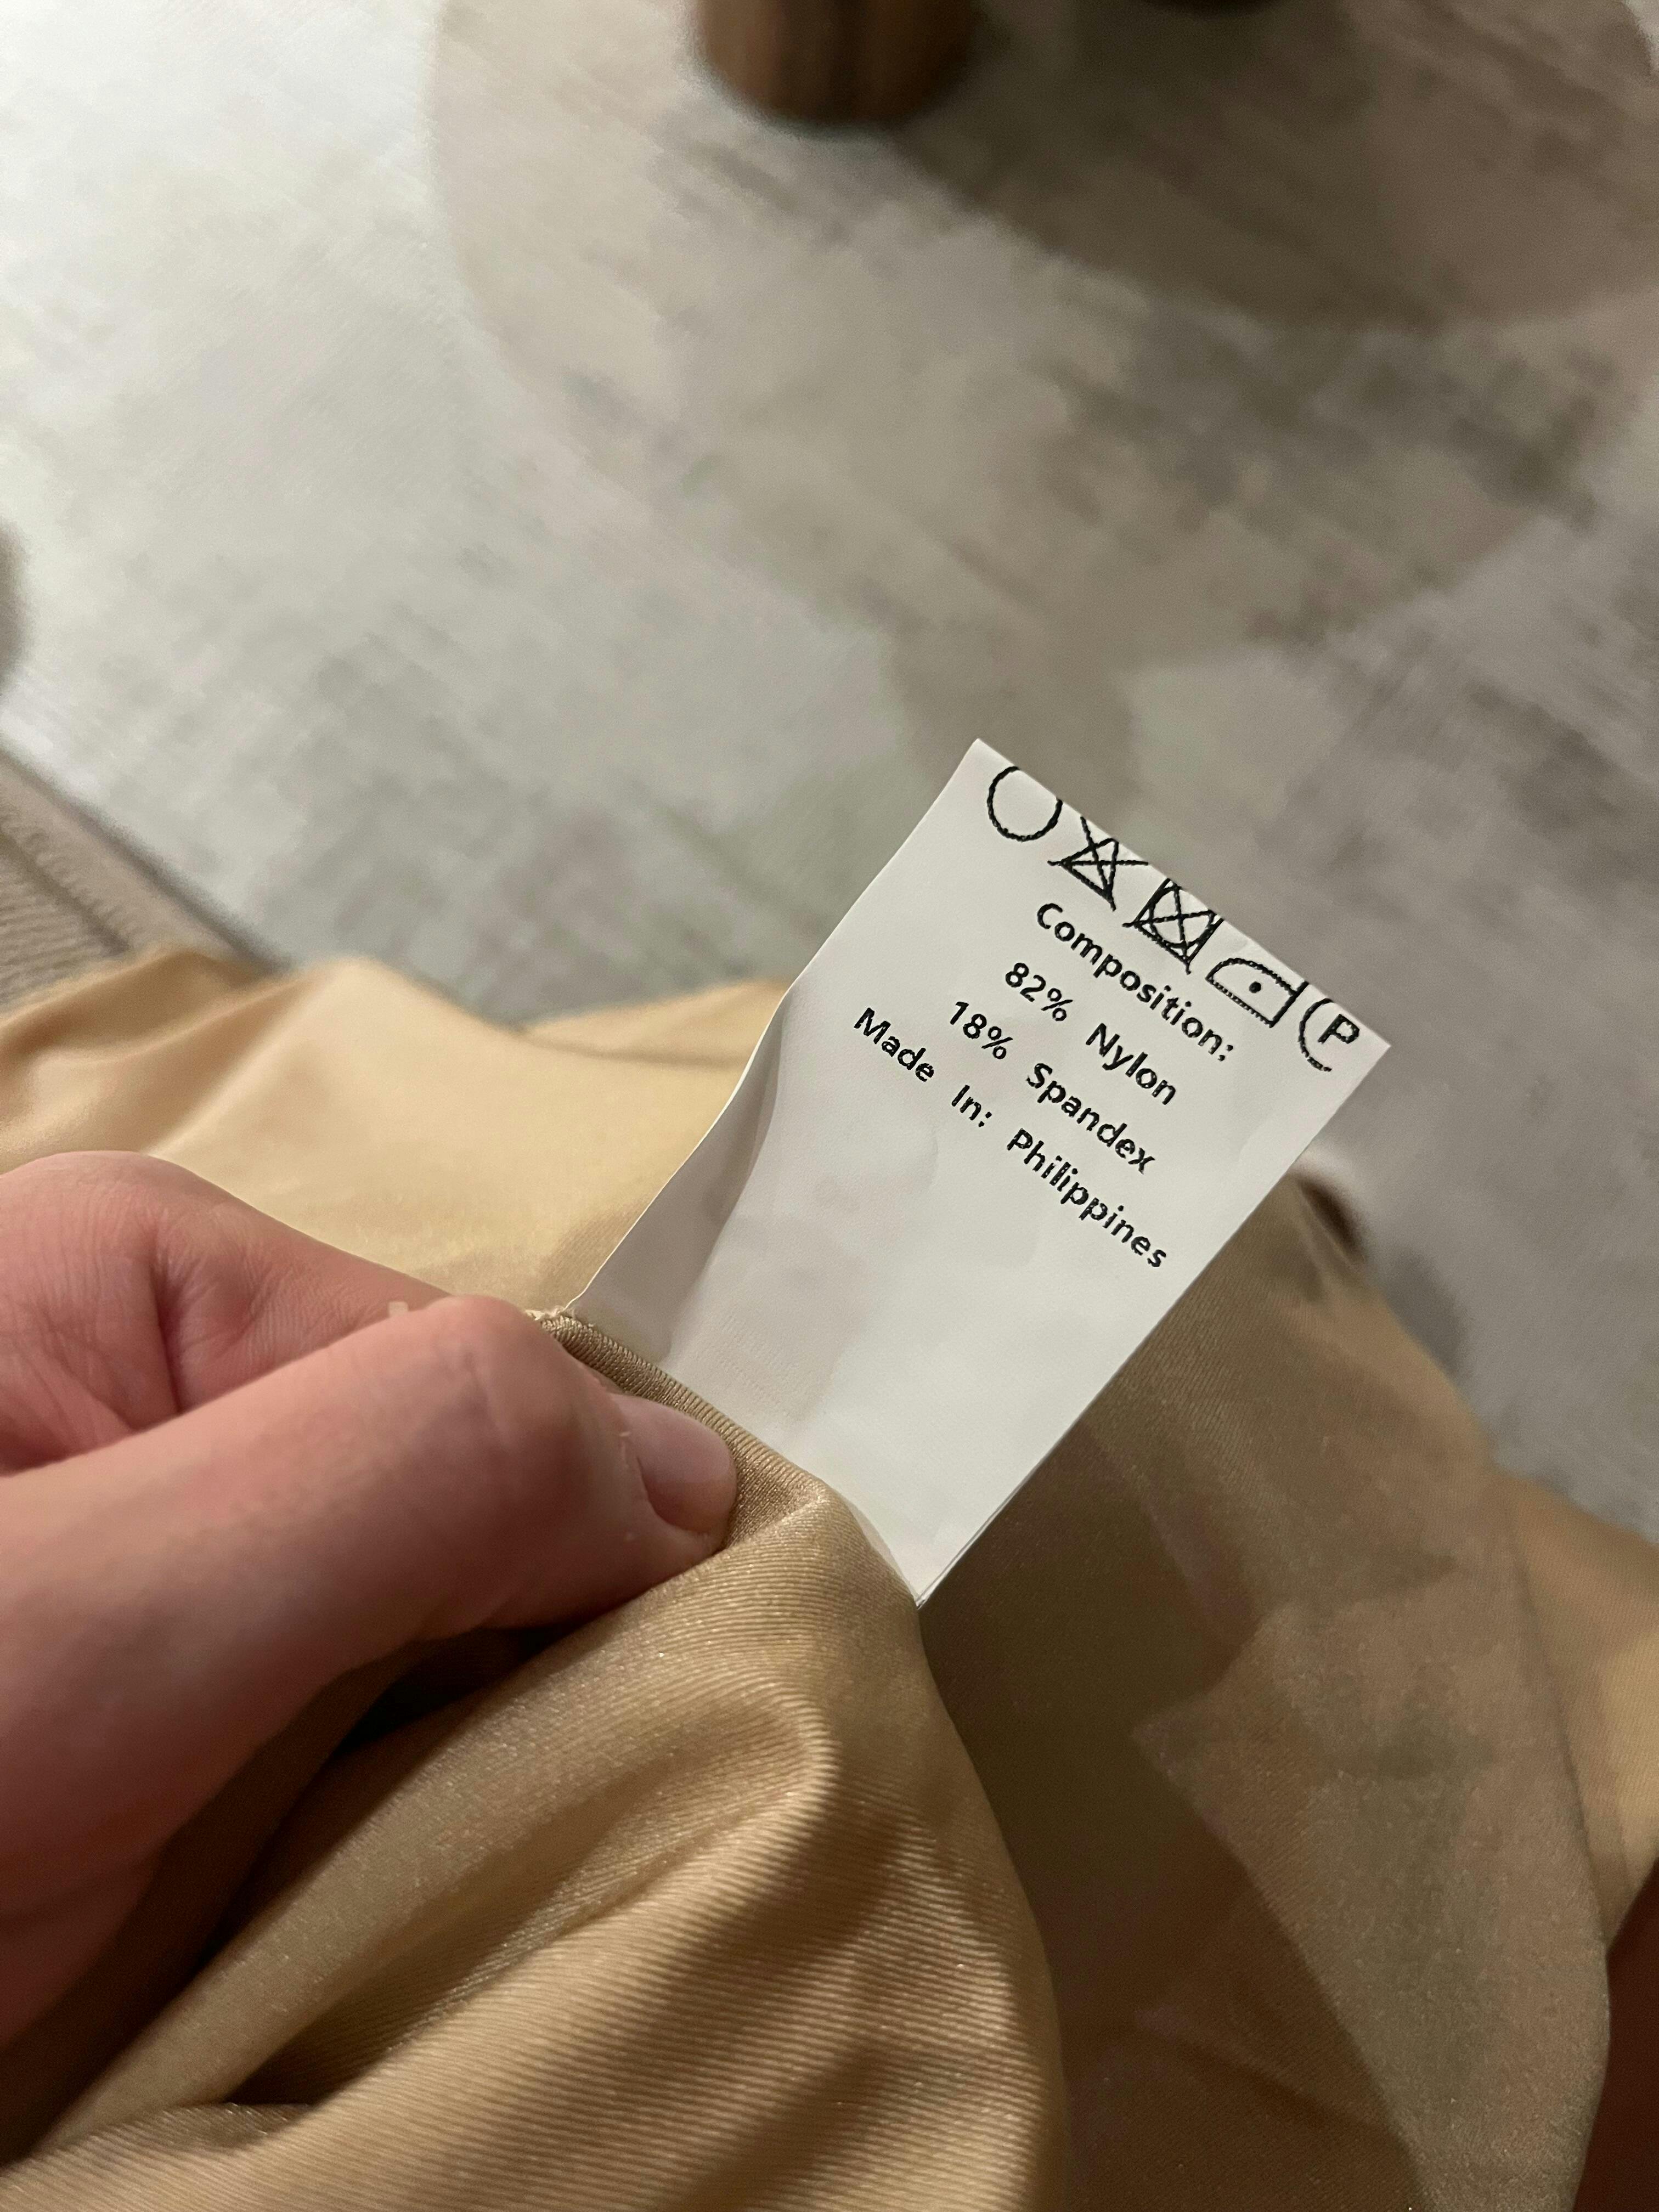 P
Composition:
82% Nylon
18% Spandex
Made In: Philippines